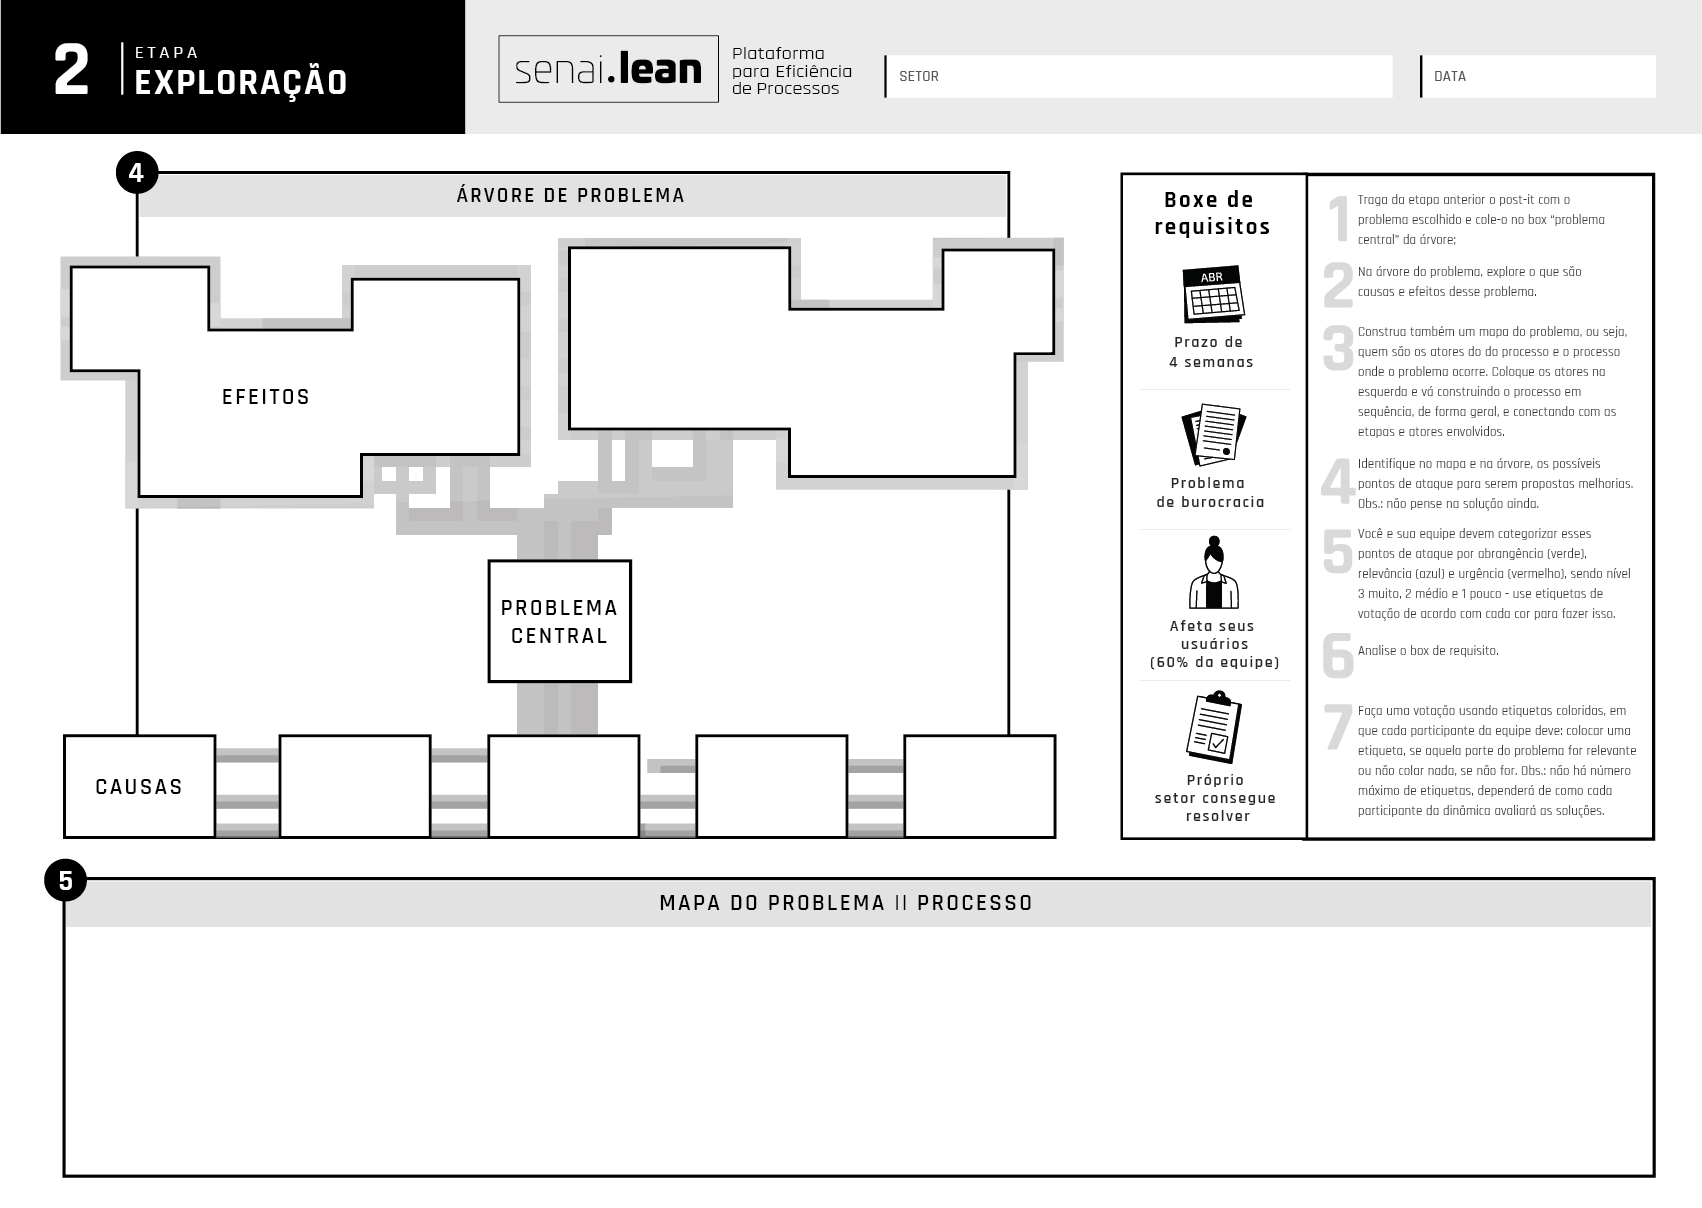 2
ETAPA
EXPLORAÇÃO
senai.lean
Plataforma
para Eficiência
de Processos
SETOR
DATA
4
ÁRVORE DE PROBLEMA
EFEITOS
PROBLEMA
CENTRAL
CAUSAS
Boxe de
requisitos
ABR
Prazo de
4 semanas
Problema
de burocracia
Afeta seus
usuários
(60% da equipe)
Próprio
setor consegue
resolver
1
Traga da etapa anterior o post-it com o
problema escolhido e cole-o no box “problema
central” da árvore;
2
Na árvore do problema, explore o que são
causas e efeitos desse problema.
3
Construa também um mapa do problema, ou seja,
quem são os atores do do processo e o processo
onde o problema ocorre. Coloque os atores na
esquerda e vá construindo o processo em
sequência, de forma geral, e conectando com as
etapas e atores envolvidos.
4
Identifique no mapa e na árvore, os possíveis
pontos de ataque para serem propostas melhorias.
Obs.: não pense na solução ainda.
5
Você e sua equipe devem categorizar esses
pontos de ataque por abrangência (verde),
relevância (azul) e urgência (vermelho), sendo nível
3 muito, 2 médio e 1 pouco - use etiquetas de
votação de acordo com cada cor para fazer isso.
6
Analise o box de requisito.
7
Faça uma votação usando etiquetas coloridas, em
que cada participante da equipe deve: colocar uma
etiqueta, se aquela parte do problema for relevante
ou não colar nada, se não for. Obs.: não há número
máximo de etiquetas, dependerá de como cada
participante da dinâmica avaliará as soluções.
5
MAPA DO PROBLEMA || PROCESSO